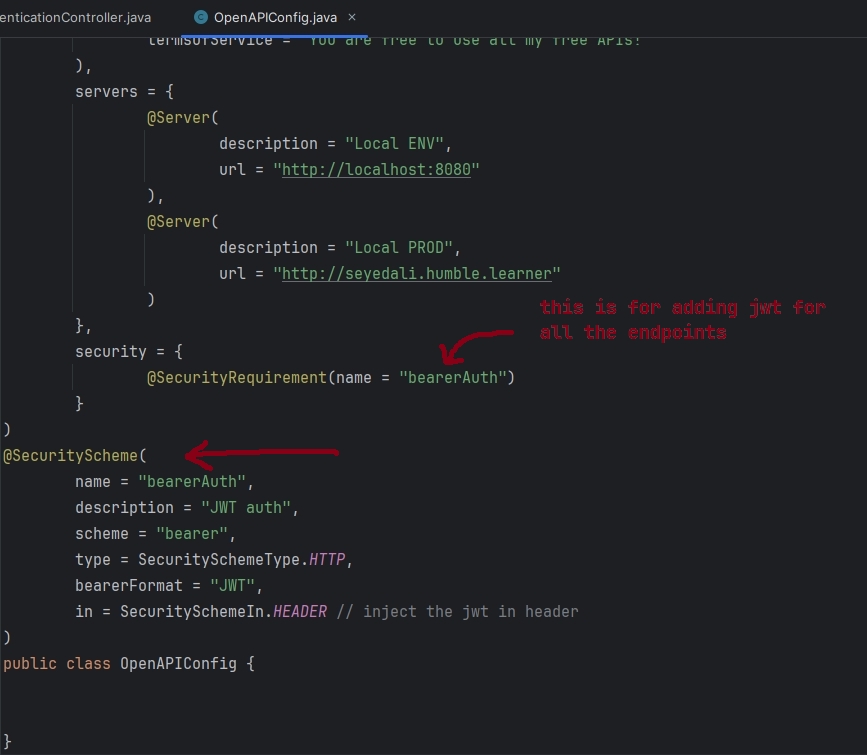 enticationController.java OpenAPIConfig.java ×
termsOfService = "You are free to use all my free APIs!
),
servers = {
@Server(
description = "Local ENV",
url = "http://localhost:8080"
),
@Server(
description = "Local PROD",
url = "http://seyedali.humble.learner"
)
this is for adding jwt for
all the endpoints
},
security = {
@SecurityRequirement(name = "bearerAuth")
}
)
@SecurityScheme(
name = "bearerAuth",
description = "JWT auth",
scheme = "bearer",
type = SecuritySchemeType.HTTP,
bearerFormat = "JWT",
in = SecuritySchemeIn.HEADER // inject the jwt in header
)
public class OpenAPIConfig {
}